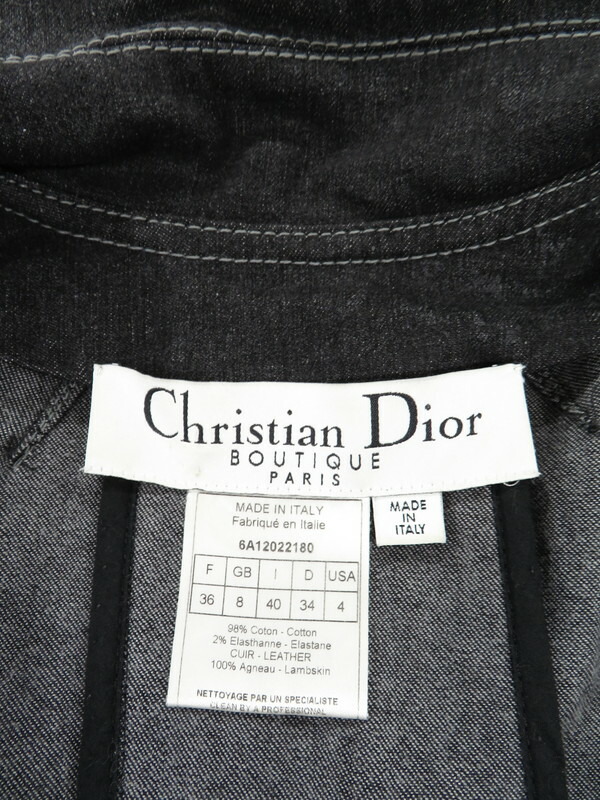 Christian Dior
BOUTIQUE
PARIS
MADE IN ITALY
Fabriqué en Italie
6A12022180
F GB I D USA
36 8 40 34 4
98% Coton - Cotton
2% Elasthanne - Elastane
CUIR - LEATHER
100% Agneau - Lambskin
NETTOYAGE PAR UN SPECIALISTE
CLEAN BY A PROFESSIONAL
MADE
IN
ITALY